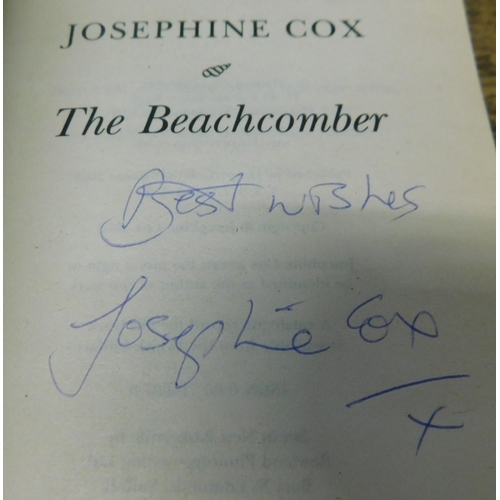 JOSEPHINE COX
The Beachcomber
Best wishes
Josephine Cox
x